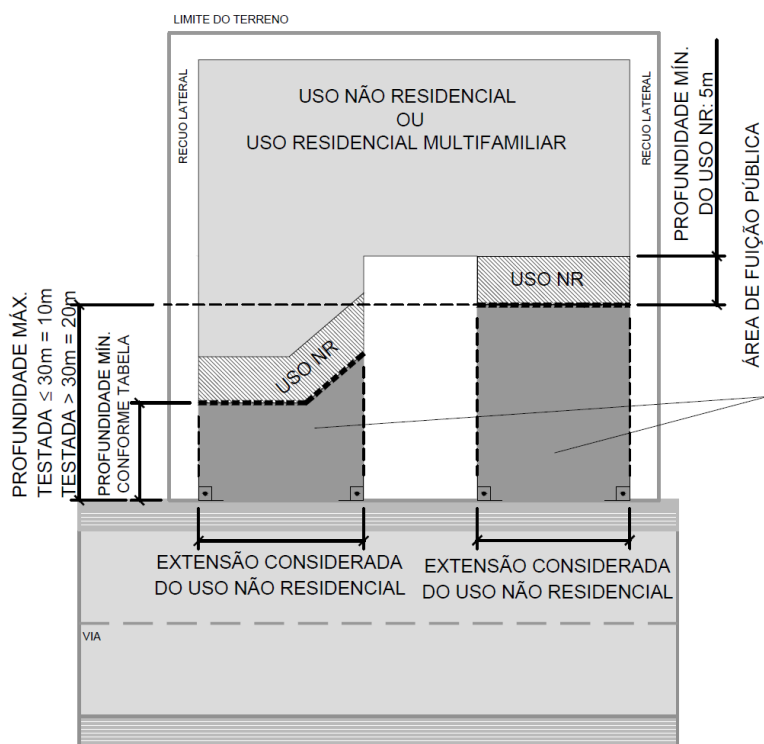 LIMITE DO TERRENO
RECUO LATERAL
USO NÃO RESIDENCIAL
OU
USO RESIDENCIAL MULTIFAMILIAR
RECUO LATERAL
PROFUNDIDADE MÍN.
DO USO NR: 5m
ÁREA DE FUIÇÃO PÚBLICA
USO NR
USO NR
PROFUNDIDADE MÁX.
TESTADA ≤ 30m = 10m
TESTADA > 30m = 20m
PROFUNDIDADE MÍN.
CONFORME TABELA
EXTENSÃO CONSIDERADA
DO USO NÃO RESIDENCIAL
EXTENSÃO CONSIDERADA
DO USO NÃO RESIDENCIAL
VIA